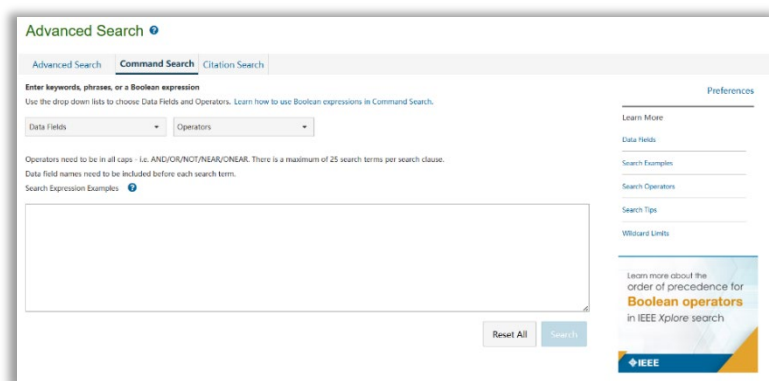 Advanced Search ?
Advanced Search Command Search Citation Search
Enter keywords, phrases, or a Boolean expression
Use the drop down lists to choose Data Fields and Operators. Learn how to use Boolean expressions in Command Search.
Data Fields Operators
Operators need to be in all caps - i.e. AND/OR/NOT/NEAR/ONEAR. There is a maximum of 25 search terms per search clause.
Data field names need to be included before each search term.
Search Expression Examples ?
Reset All Search
Preferences
Learn More
Data Fields
Search Examples
Search Operators
Search Tips
Wildcard Limits
Learn more about the
order of precedence for
Boolean operators
in IEEE Xplore search
IEEE